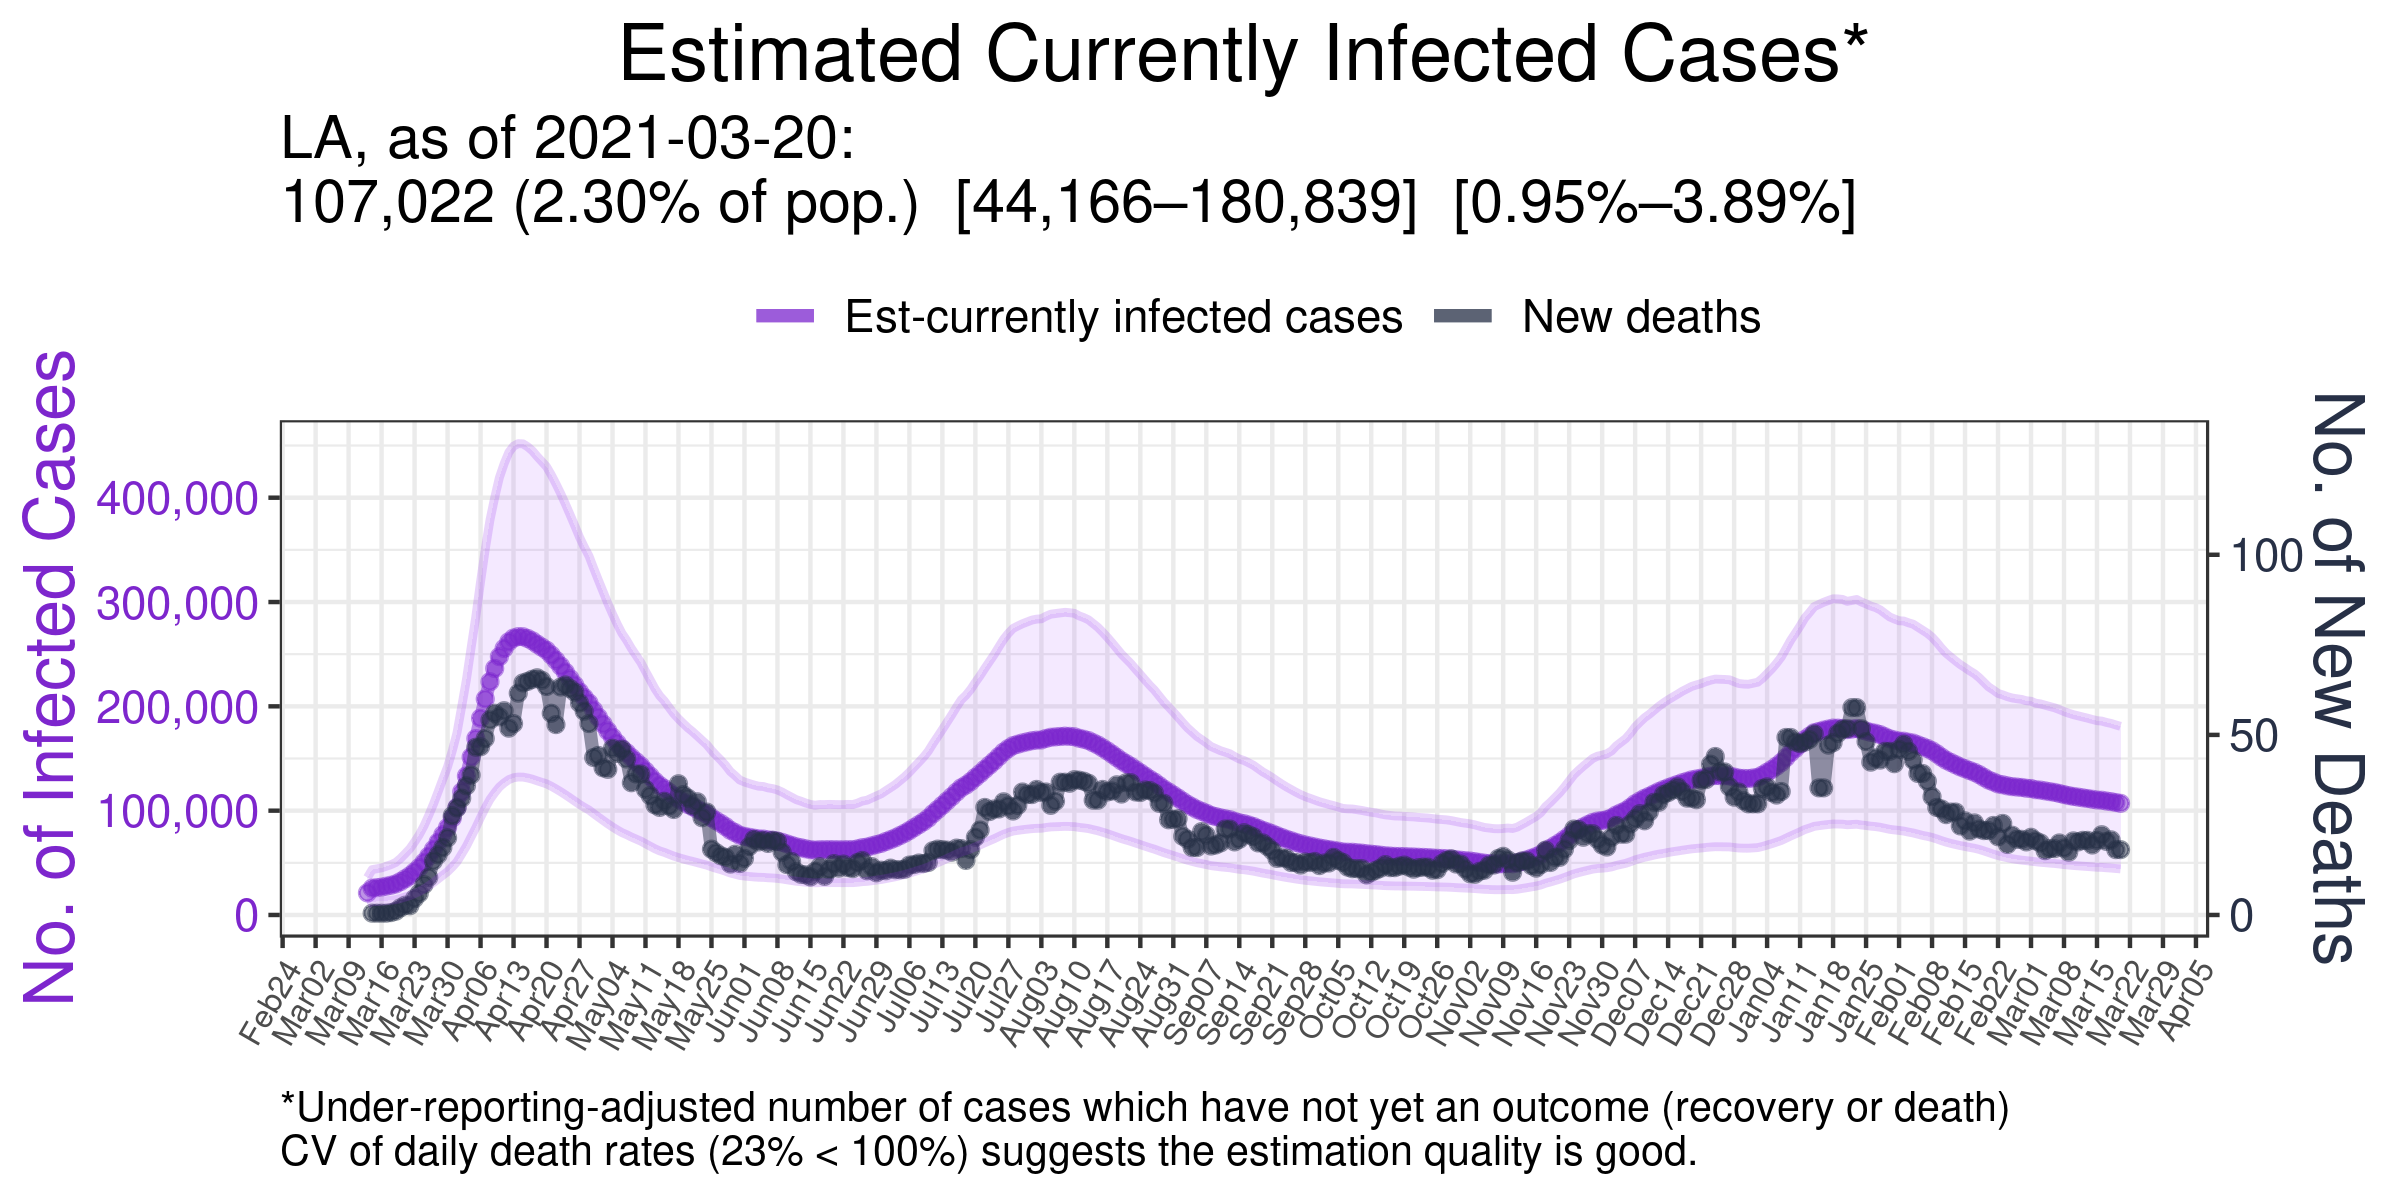 Estimated Currently Infected Cases*
LA, as of 2021-03-20:
107,022 (2.30% of pop.)  [44,166–180,839]  [0.95%–3.89%]
Est-currently infected cases
New deaths
No. of Infected Cases
400,000
300,000
200,000
100,000
0
100
50
0
No. of New Deaths
Feb24
Mar02
Mar09
Mar16
Mar23
Mar30
Apr06
Apr13
Apr20
Apr27
May04
May11
May18
May25
Jun01
Jun08
Jun15
Jun22
Jun29
Jul06
Jul13
Jul20
Jul27
Aug03
Aug10
Aug17
Aug24
Aug31
Sep07
Sep14
Sep21
Sep28
Oct05
Oct12
Oct19
Oct26
Nov02
Nov09
Nov16
Nov23
Nov30
Dec07
Dec14
Dec21
Dec28
Jan04
Jan11
Jan18
Jan25
Feb01
Feb08
Feb15
Feb22
Mar01
Mar08
Mar15
Mar22
Mar29
Apr05
*Under-reporting-adjusted number of cases which have not yet an outcome (recovery or death)
CV of daily death rates (23% < 100%) suggests the estimation quality is good.